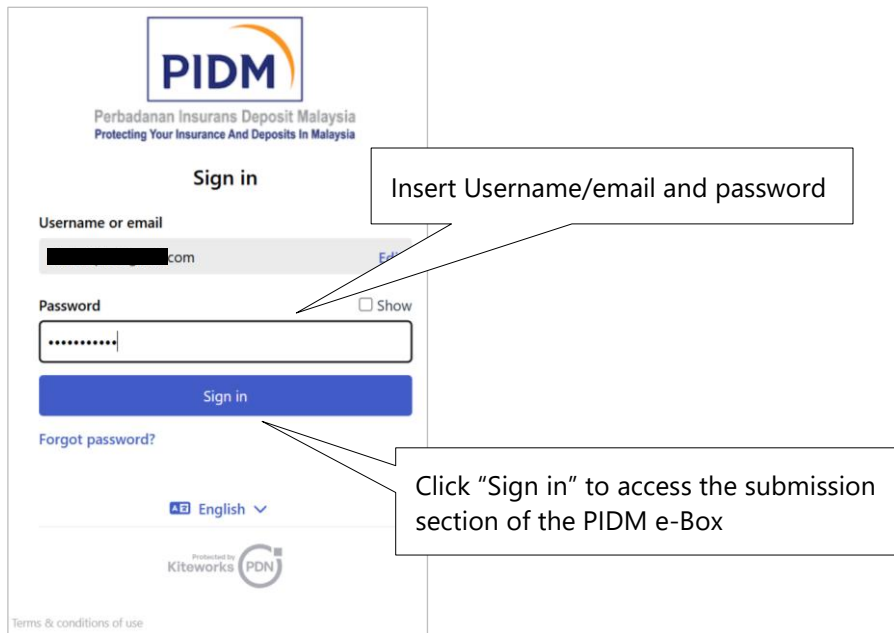 PIDM
Perbadanan Insurans Deposit Malaysia
Protecting Your Insurance And Deposits In Malaysia
Sign in
Insert Username/email and password
Username or email
com
Password
Show
•••••••••••
Sign in
Forgot password?
Click “Sign in” to access the submission
section of the PIDM e-Box
English
Protected by
Kiteworks PDN
Terms & conditions of use